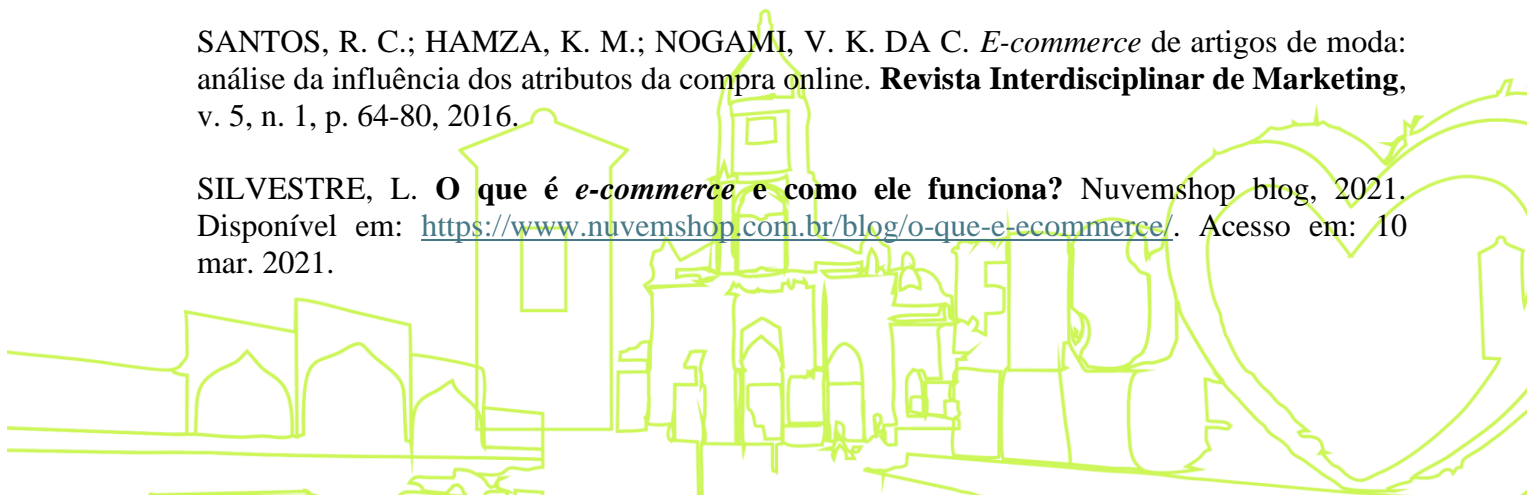 SANTOS, R. C.; HAMZA, K. M.; NOGAMI, V. K. DA C. E-commerce de artigos de moda:
análise da influência dos atributos da compra online. Revista Interdisciplinar de Marketing,
v. 5, n. 1, p. 64-80, 2016.
SILVESTRE, L. O que é e-commerce e como ele funciona? Nuvemshop blog, 2021.
Disponível em: https://www.nuvemshop.com.br/blog/o-que-e-ecommerce/. Acesso em: 10
mar. 2021.